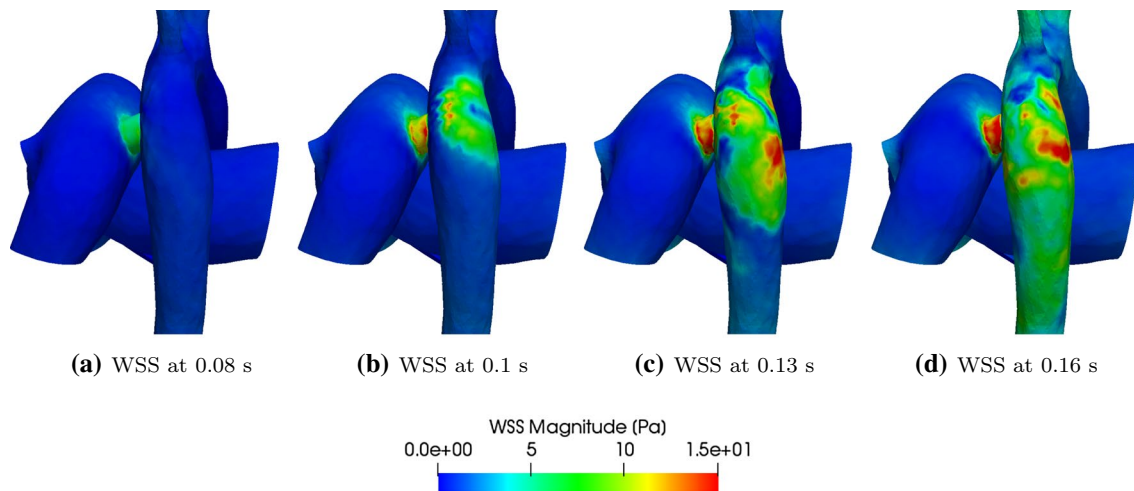 (a) WSS at 0.08 s
(b) WSS at 0.1 s
(c) WSS at 0.13 s
(d) WSS at 0.16 s
WSS Magnitude (Pa)
0.0e+00 5 10 1.5e+01